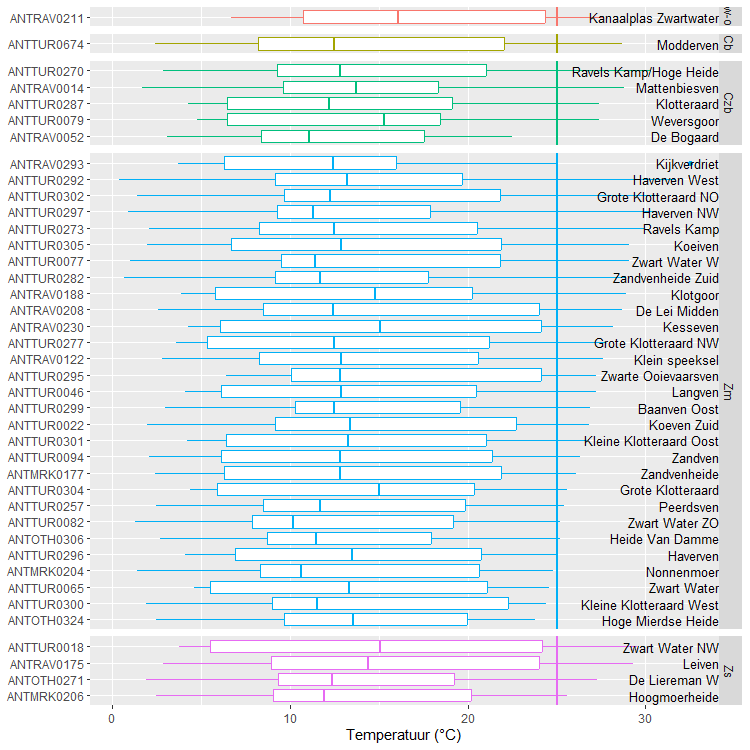 ANTRAV0211 Kanaalplas Zwartwater
ANTTUR0674 Modderven Cb
ANTTUR0270 Ravels Kamp/Hoge Heide
ANTRAV0014 Mattenbiesven
ANTTUR0287 Klotteraard Czb
ANTTUR0079 Weversgoor
ANTRAV0052 De Bogaard
ANTRAV0293 Kijkverdriet
ANTTUR0292 Haverven West
ANTTUR0302 Grote Klotteraard NO
ANTTUR0297 Haverven NW
ANTTUR0273 Ravels Kamp
ANTTUR0305 Koeiven
ANTTUR0077 Zwart Water W
ANTTUR0282 Zandvenheide Zuid
ANTRAV0188 Klotgoor
ANTRAV0208 De Lei Midden
ANTRAV0230 Kesseven
ANTTUR0277 Grote Klotteraard NW
ANTRAV0122 Klein speeksel
ANTTUR0295 Zwarte Ooievaarsven
ANTTUR0046 Langven Zm
ANTTUR0299 Baanven Oost
ANTTUR0022 Koeven Zuid
ANTTUR0301 Kleine Klotteraard Oost
ANTTUR0094 Zandven
ANTMRK0177 Zandvenheide
ANTTUR0304 Grote Klotteraard
ANTTUR0257 Peerdsven
ANTTUR0082 Zwart Water ZO
ANTOTH0306 Heide Van Damme
ANTTUR0296 Haverven
ANTMRK0204 Nonnenmoer
ANTTUR0065 Zwart Water
ANTTUR0300 Kleine Klotteraard West
ANTOTH0324 Hoge Mierdse Heide
ANTTUR0018 Zwart Water NW
ANTRAV0175 Leiven
ANTOTH0271 De Liereman W Zs
ANTMRK0206 Hoogmoerheide
0 10 20 30
Temperatuur (°C)